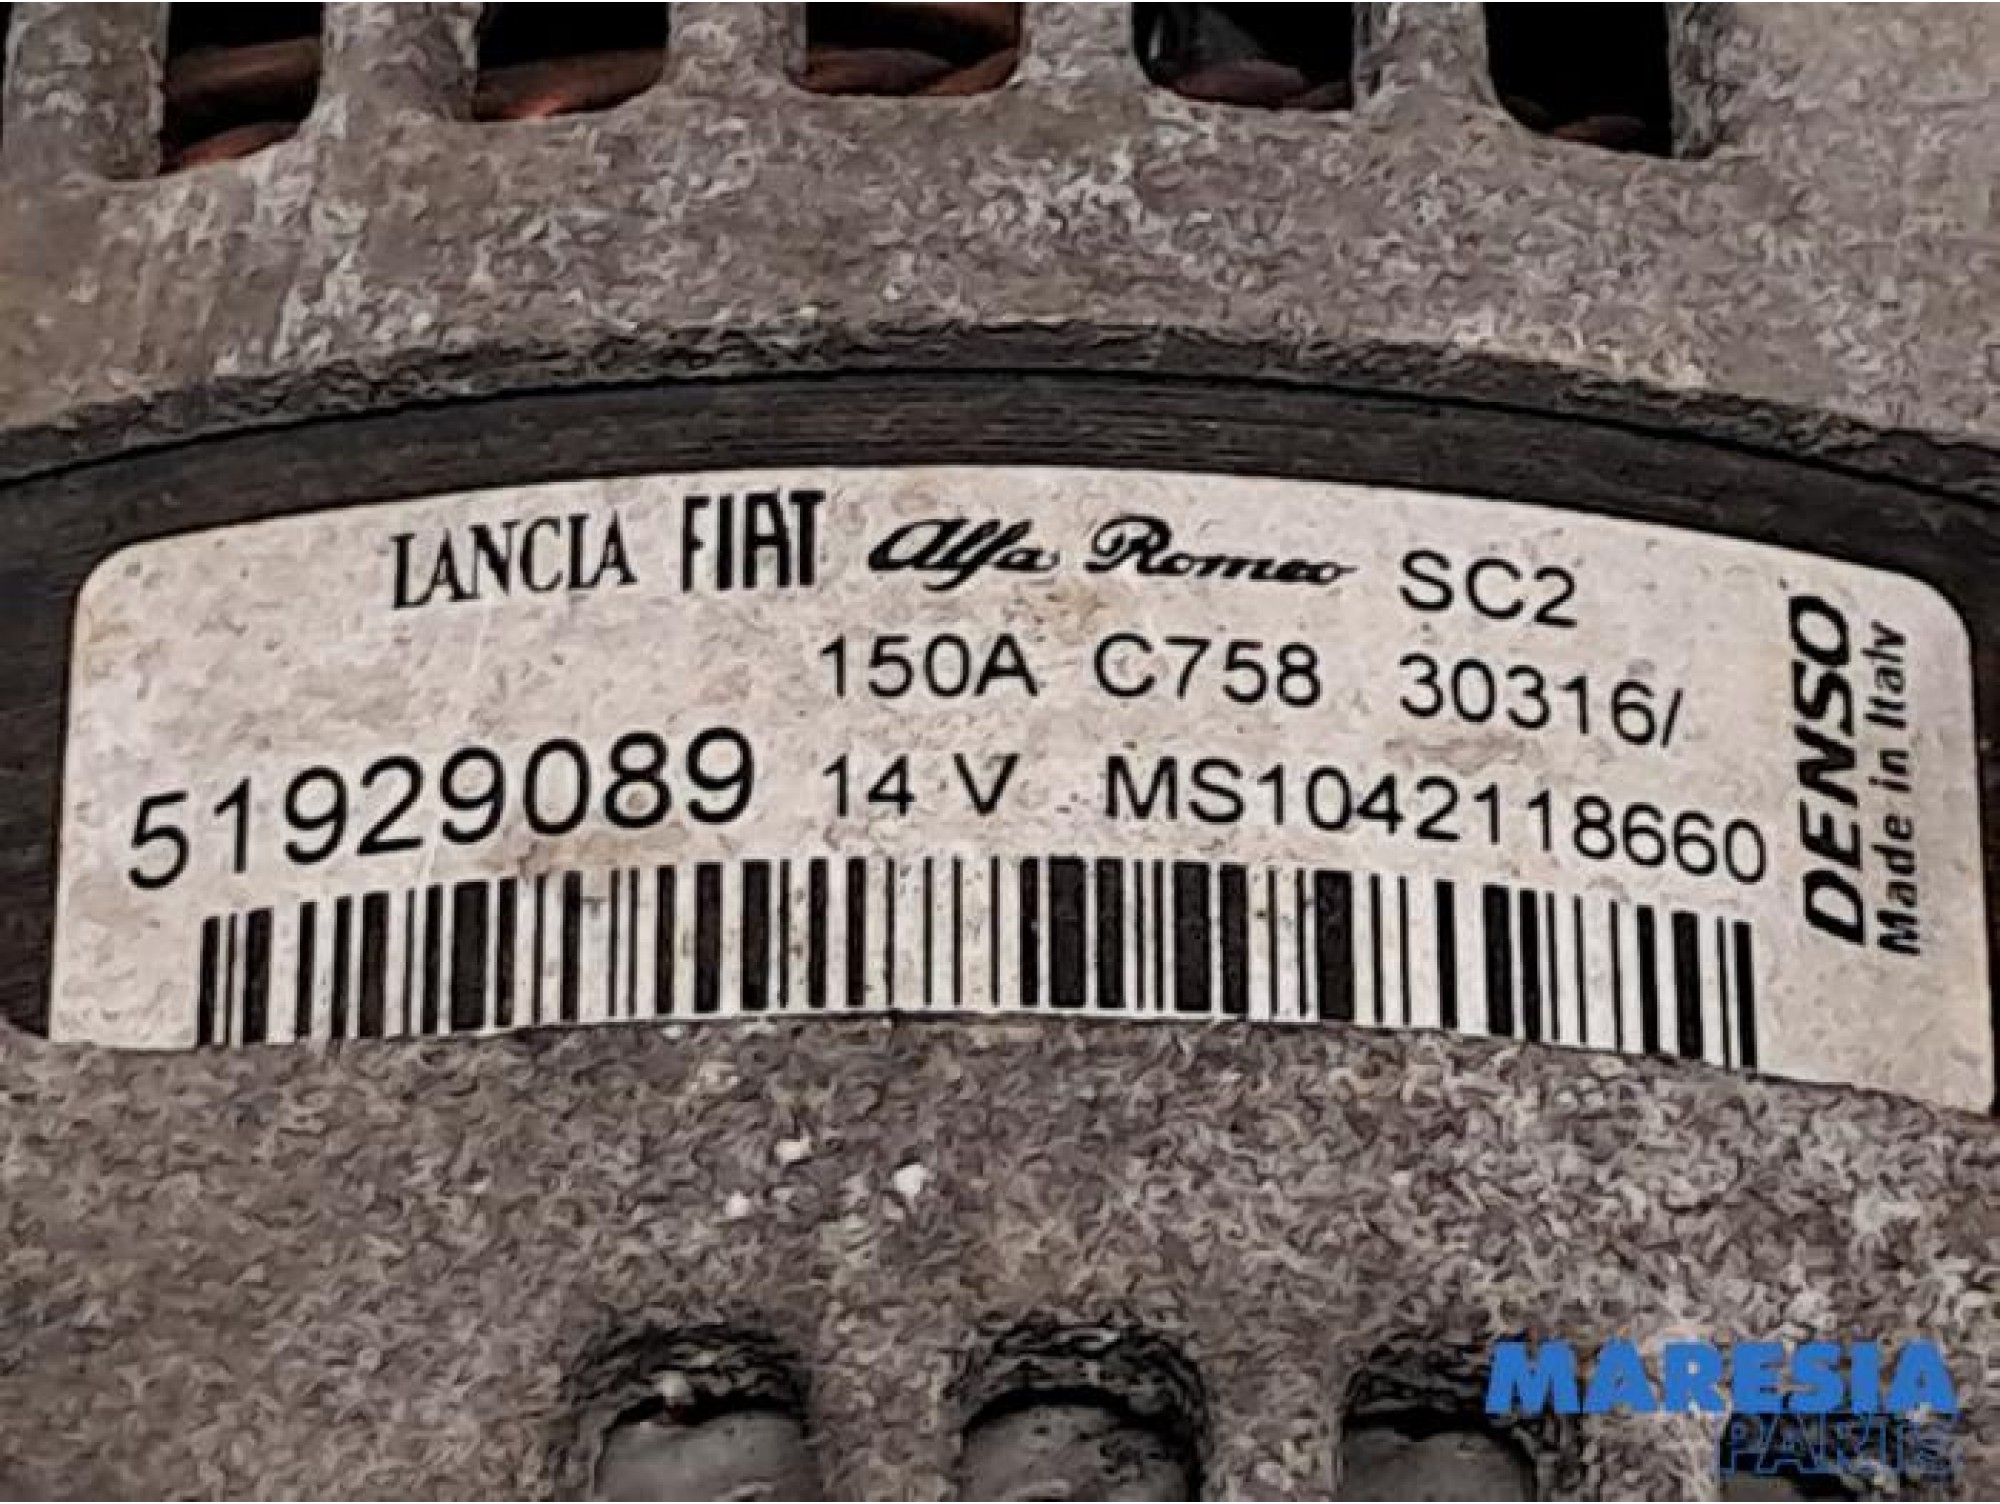 LANCIA FIAT Alfa Romeo SC2
150A C758 30316/
51929089 14 V MS1042118660
DENSO
Made in Italy
MARESIA
PARTS